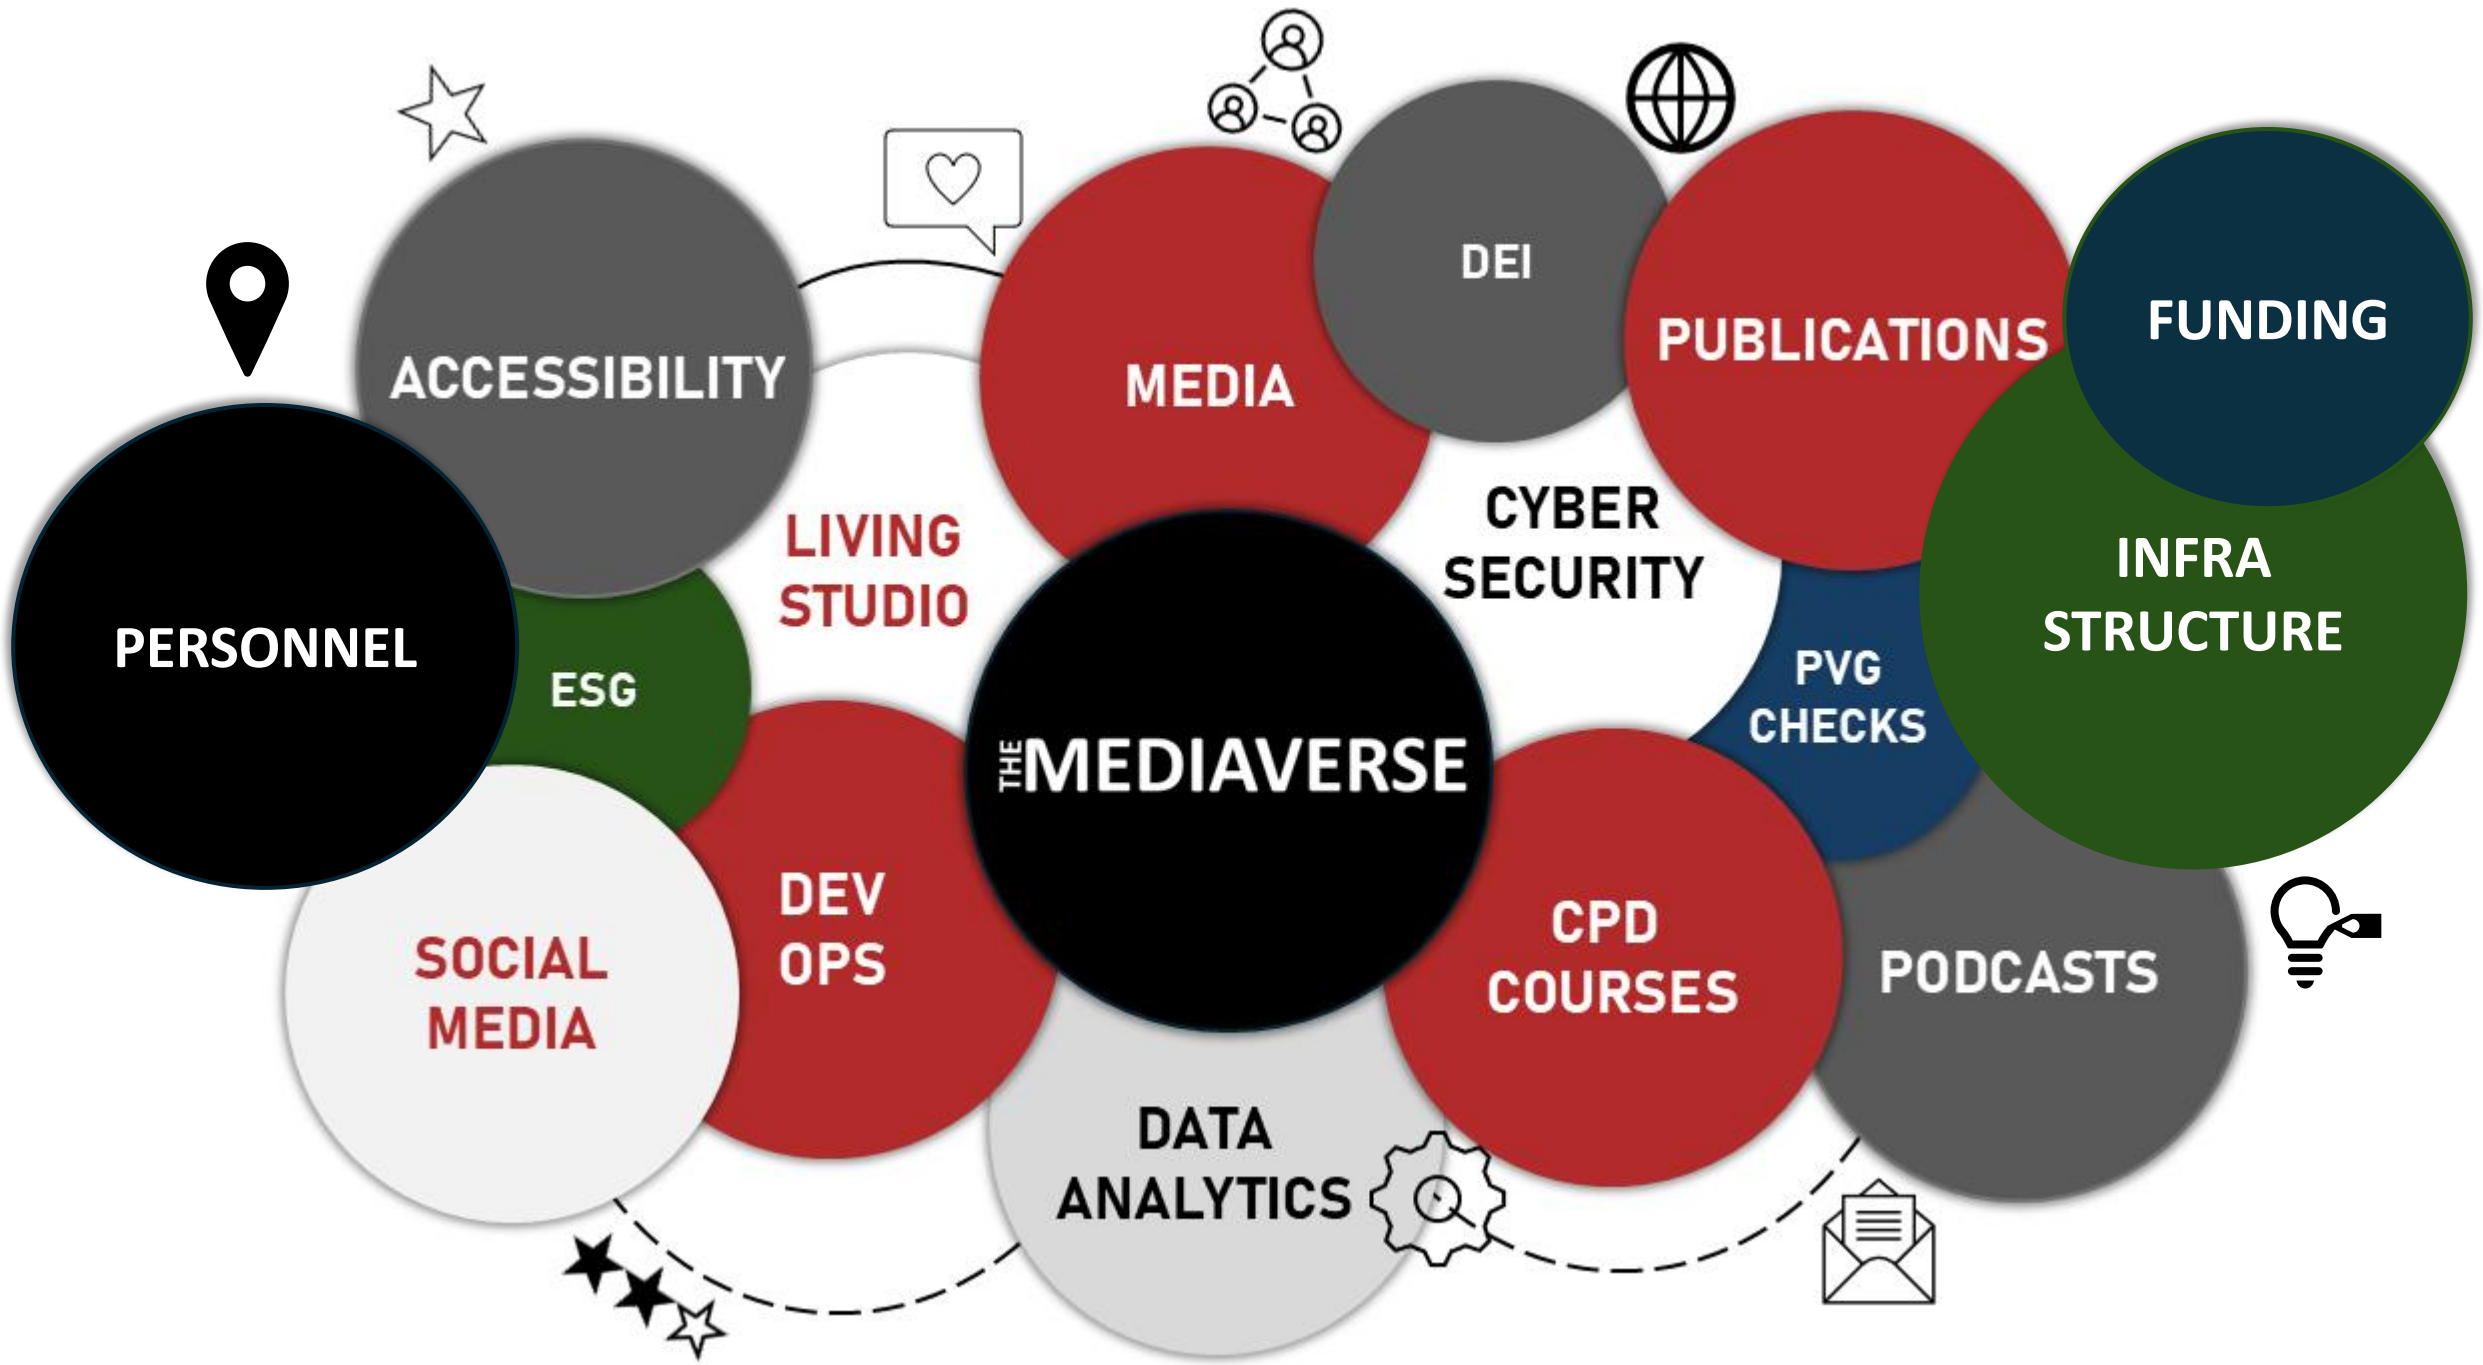 DEI
FUNDING
PUBLICATIONS
ACCESSIBILITY
MEDIA
CYBER
SECURITY
LIVING
STUDIO
INFRA
STRUCTURE
PERSONNEL
ESG
PVG
CHECKS
THE MEDIAVERSE
DEV
OPS
CPD
COURSES
SOCIAL
MEDIA
PODCASTS
DATA
ANALYTICS